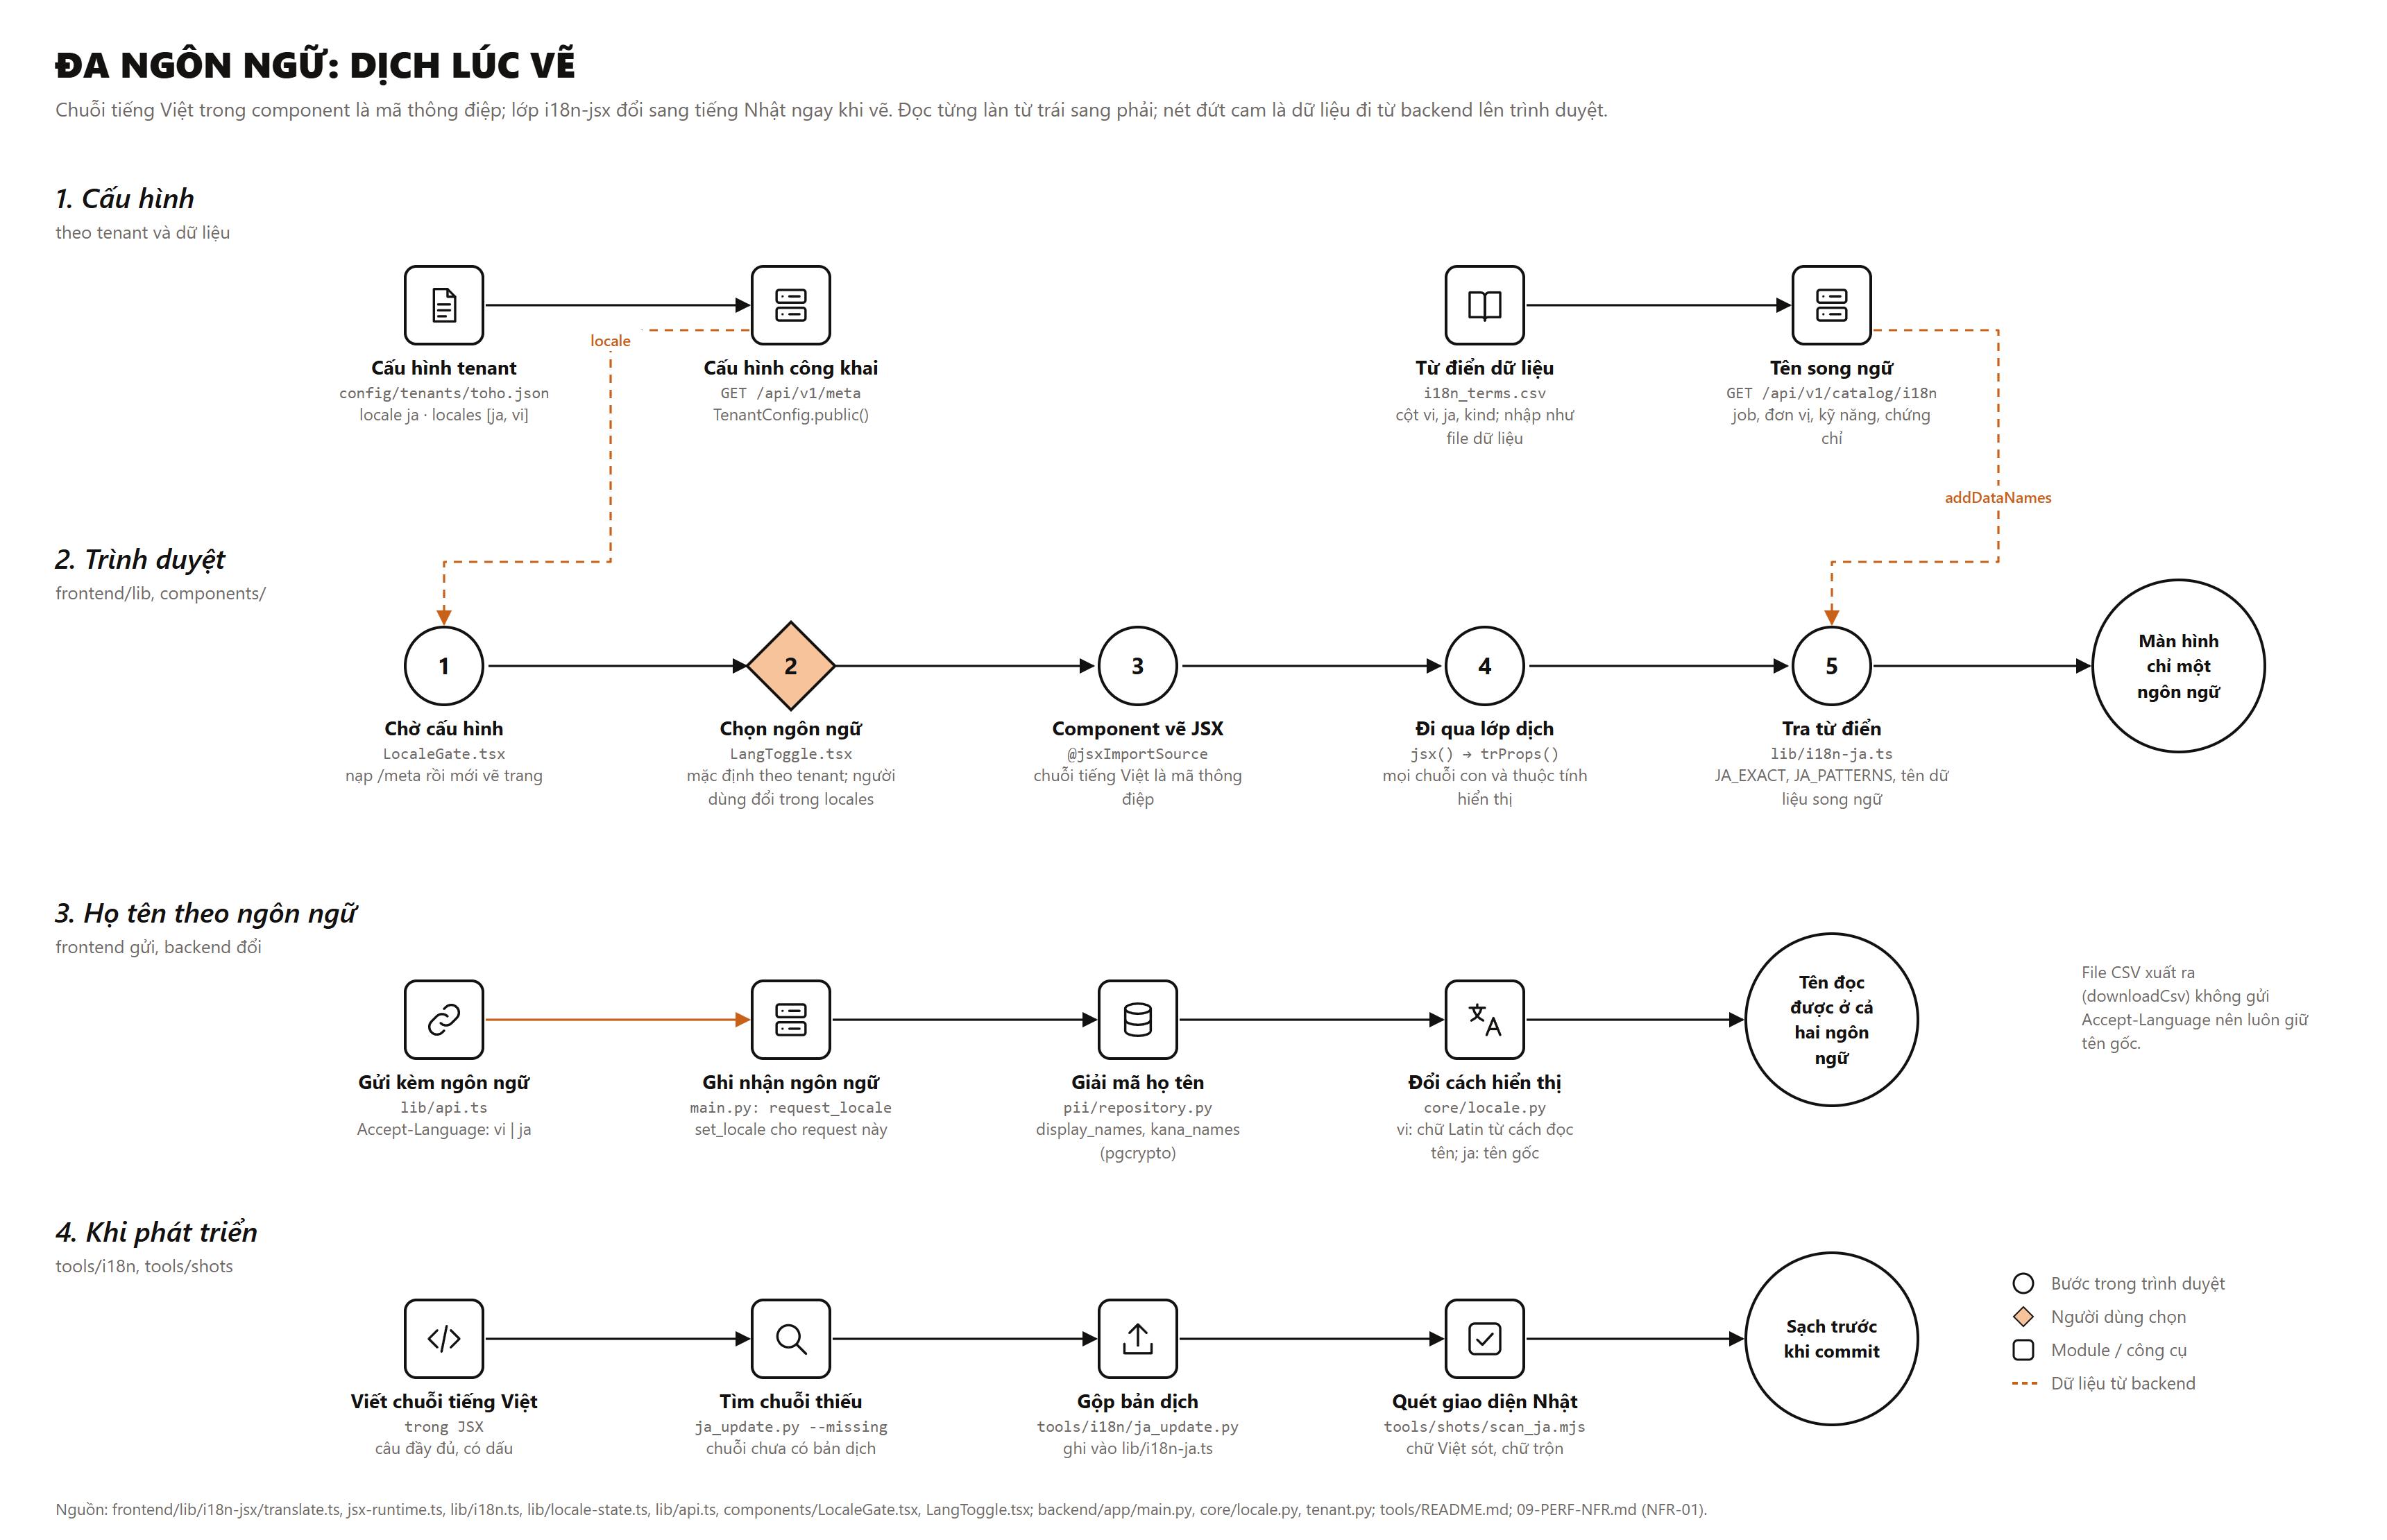 ĐA NGÔN NGỮ: DỊCH LÚC VẼ
Chuỗi tiếng Việt trong component là mã thông điệp; lớp i18n-jsx đổi sang tiếng Nhật ngay khi vẽ. Đọc từng làn từ trái sang phải; nét đứt cam là dữ liệu đi từ backend lên trình duyệt.
1. Cấu hình
theo tenant và dữ liệu
locale
Cấu hình tenant
config/tenants/toho.json
locale ja · locales [ja, vi]
Cấu hình công khai
GET /api/v1/meta
TenantConfig.public()
Từ điển dữ liệu
i18n_terms.csv
cột vi, ja, kind; nhập như
file dữ liệu
Tên song ngữ
GET /api/v1/catalog/i18n
job, đơn vị, kỹ năng, chứng
chỉ
addDataNames
2. Trình duyệt
frontend/lib, components/
1
Chờ cấu hình
LocaleGate.tsx
nạp /meta rồi mới vẽ trang
2
Chọn ngôn ngữ
LangToggle.tsx
mặc định theo tenant; người
dùng đổi trong locales
3
Component vẽ JSX
@jsxImportSource
chuỗi tiếng Việt là mã thông
điệp
4
Đi qua lớp dịch
jsx() → trProps()
mọi chuỗi con và thuộc tính
hiển thị
5
Tra từ điển
lib/i18n-ja.ts
JA_EXACT, JA_PATTERNS, tên dữ
liệu song ngữ
Màn hình
chỉ một
ngôn ngữ
3. Họ tên theo ngôn ngữ
frontend gửi, backend đổi
Gửi kèm ngôn ngữ
lib/api.ts
Accept-Language: vi | ja
Ghi nhận ngôn ngữ
main.py: request_locale
set_locale cho request này
Giải mã họ tên
pii/repository.py
display_names, kana_names
(pgcrypto)
文A
Đổi cách hiển thị
core/locale.py
vi: chữ Latin từ cách đọc
tên; ja: tên gốc
Tên đọc
được ở cả
hai ngôn
ngữ
File CSV xuất ra
(downloadCsv) không gửi
Accept-Language nên luôn giữ
tên gốc.
4. Khi phát triển
tools/i18n, tools/shots
Viết chuỗi tiếng Việt
trong JSX
câu đầy đủ, có dấu
Tìm chuỗi thiếu
ja_update.py --missing
chuỗi chưa có bản dịch
Gộp bản dịch
tools/i18n/ja_update.py
ghi vào lib/i18n-ja.ts
Quét giao diện Nhật
tools/shots/scan_ja.mjs
chữ Việt sót, chữ trộn
Sạch trước
khi commit
Bước trong trình duyệt
Người dùng chọn
Module / công cụ
Dữ liệu từ backend
Nguồn: frontend/lib/i18n-jsx/translate.ts, jsx-runtime.ts, lib/i18n.ts, lib/locale-state.ts, lib/api.ts, components/LocaleGate.tsx, LangToggle.tsx; backend/app/main.py, core/locale.py, tenant.py; tools/README.md; 09-PERF-NFR.md (NFR-01).